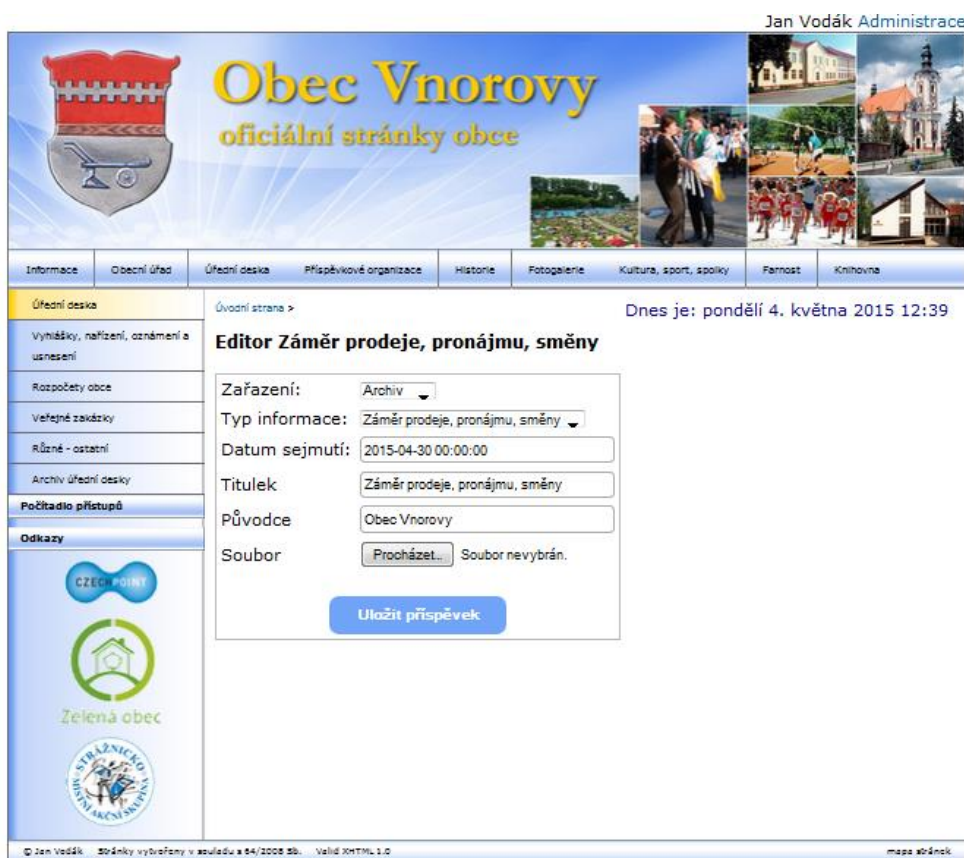 Jan Vodák Administrace
Obec Vnorovy
oficiální stránky obce
Informace Obecní úřad Úřední deska Příspěvkové organizace Historie Fotogalerie Kultura, sport, spolky Farnost Knihovna
Úřední deska
Vyhlášky, nařízení, oznámení a
usnesení
Rozpočety obce
Veřejné zakázky
Různé - ostatní
Archiv úřední desky
Počítadlo přístupů
Odkazy
CZECH POINT
Zelená obec
STRÁŽNICKO
MÍSTNÍ AKČNÍ SKUPINA
Úvodní strana >
Dnes je: pondělí 4. května 2015 12:39
Editor Záměr prodeje, pronájmu, směny
Zařazení: Archiv
Typ informace: Záměr prodeje, pronájmu, směny
Datum sejmutí: 2015-04-30 00:00:00
Titulek Záměr prodeje, pronájmu, směny
Původce Obec Vnorovy
Soubor Procházet... Soubor nevybrán.
Uložit příspěvek
© Jan Vodák Stránky vytvořeny v souladu s 64/2008 Sb. Valid XHTML 1.0 mapa stránek